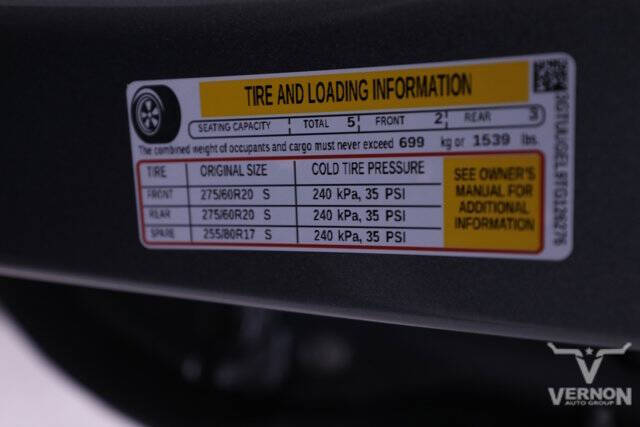 TIRE AND LOADING INFORMATION
SEATING CAPACITY TOTAL 5 FRONT 2 REAR 3
The combined weight of occupants and cargo must never exceed 699 kg or 1539 lbs.
TIRE ORIGINAL SIZE COLD TIRE PRESSURE
FRONT 275/60R20 S 240 kPa, 35 PSI
REAR 275/60R20 S 240 kPa, 35 PSI
SPARE 255/80R17 S 240 kPa, 35 PSI
SEE OWNER'S
MANUAL FOR
ADDITIONAL
INFORMATION
VERNON
AUTO GROUP